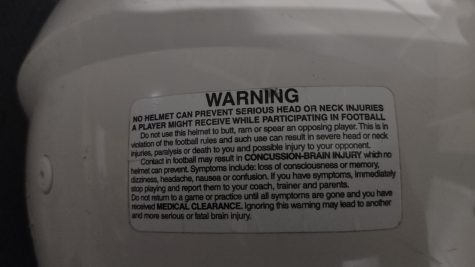 WARNING
NO HELMET CAN PREVENT SERIOUS HEAD OR NECK INJURIES
A PLAYER MIGHT RECEIVE WHILE PARTICIPATING IN FOOTBALL
Do not use this helmet to butt, ram or spear an opposing player. This is in
violation of the football rules and such use can result in severe head or neck
injuries, paralysis or death to you and possible injury to your opponent.
Contact in football may result in CONCUSSION-BRAIN INJURY which no
helmet can prevent. Symptoms include: loss of consciousness or memory,
dizziness, headache, nausea or confusion. If you have symptoms, immediately
stop playing and report them to your coach, trainer and parents.
Do not return to a game or practice until all symptoms are gone and you have
received MEDICAL CLEARANCE. Ignoring this warning may lead to another
and more serious or fatal brain injury.